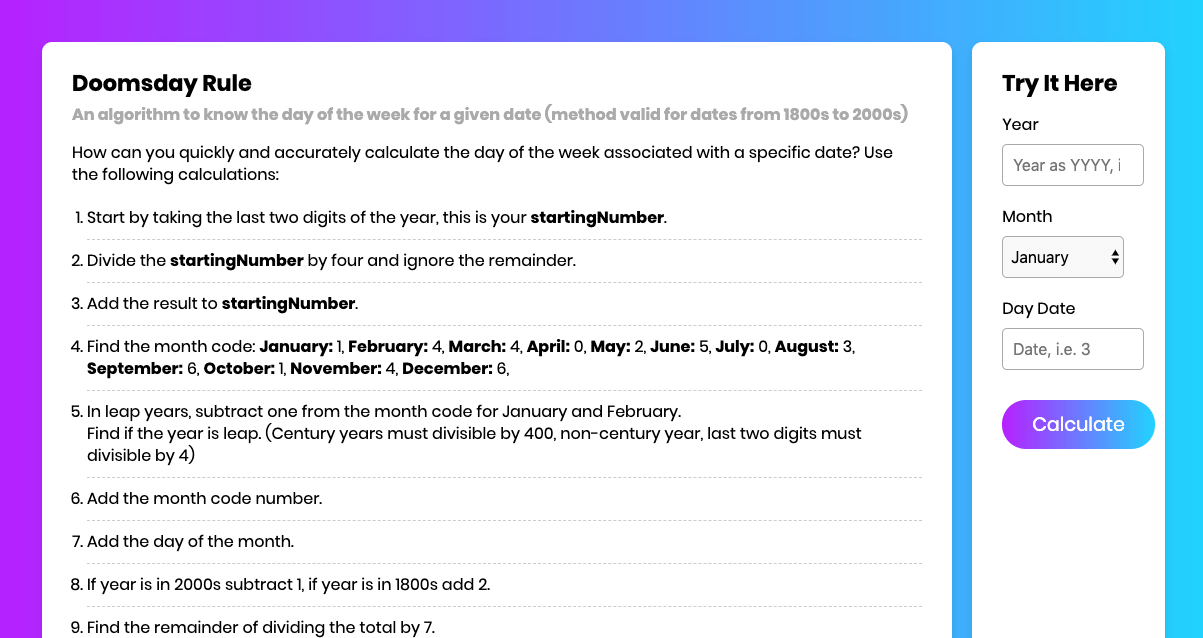 Doomsday Rule
An algorithm to know the day of the week for a given date (method valid for dates from 1800s to 2000s)
How can you quickly and accurately calculate the day of the week associated with a specific date? Use
the following calculations:
1. Start by taking the last two digits of the year, this is your startingNumber.
2. Divide the startingNumber by four and ignore the remainder.
3. Add the result to startingNumber.
4. Find the month code: January: 1, February: 4, March: 4, April: 0, May: 2, June: 5, July: 0, August: 3,
September: 6, October: 1, November: 4, December: 6,
5. In leap years, subtract one from the month code for January and February.
Find if the year is leap. (Century years must divisible by 400, non-century year, last two digits must
divisible by 4)
6. Add the month code number.
7. Add the day of the month.
8. If year is in 2000s subtract 1, if year is in 1800s add 2.
9. Find the remainder of dividing the total by 7.
Try It Here
Year
Year as YYYY, i
Month
January
Day Date
Date, i.e. 3
Calculate